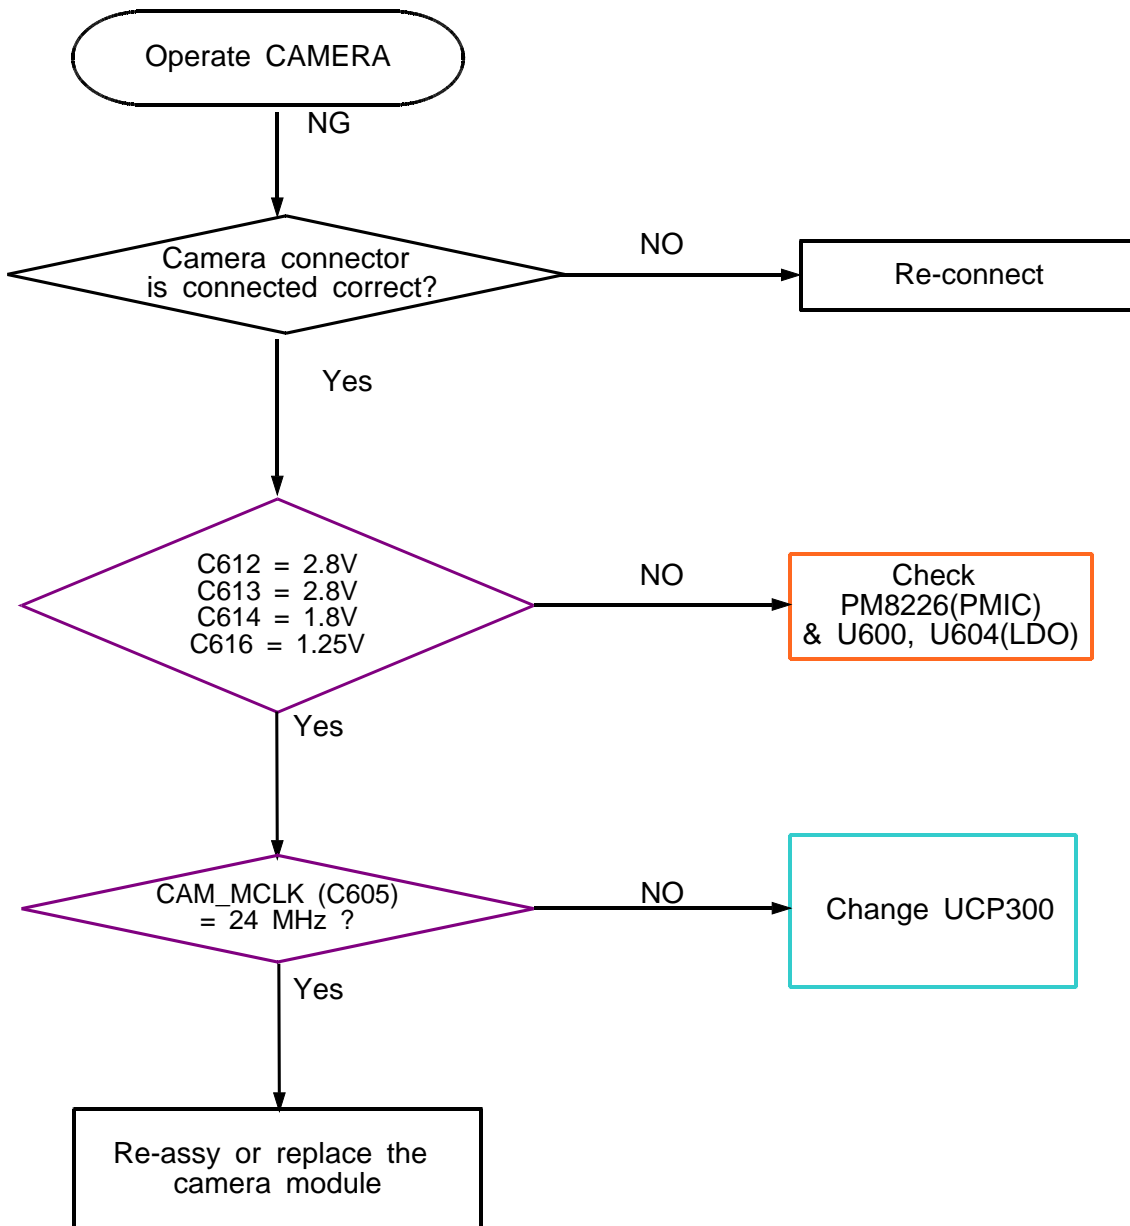 Operate CAMERA
NG
Camera connector
is connected correct?
NO
Re-connect
Yes
C612 = 2.8V
C613 = 2.8V
C614 = 1.8V
C616 = 1.25V
NO
Check
PM8226(PMIC)
& U600, U604(LDO)
Yes
CAM_MCLK (C605)
= 24 MHz ?
NO
Change UCP300
Yes
Re-assy or replace the
camera module